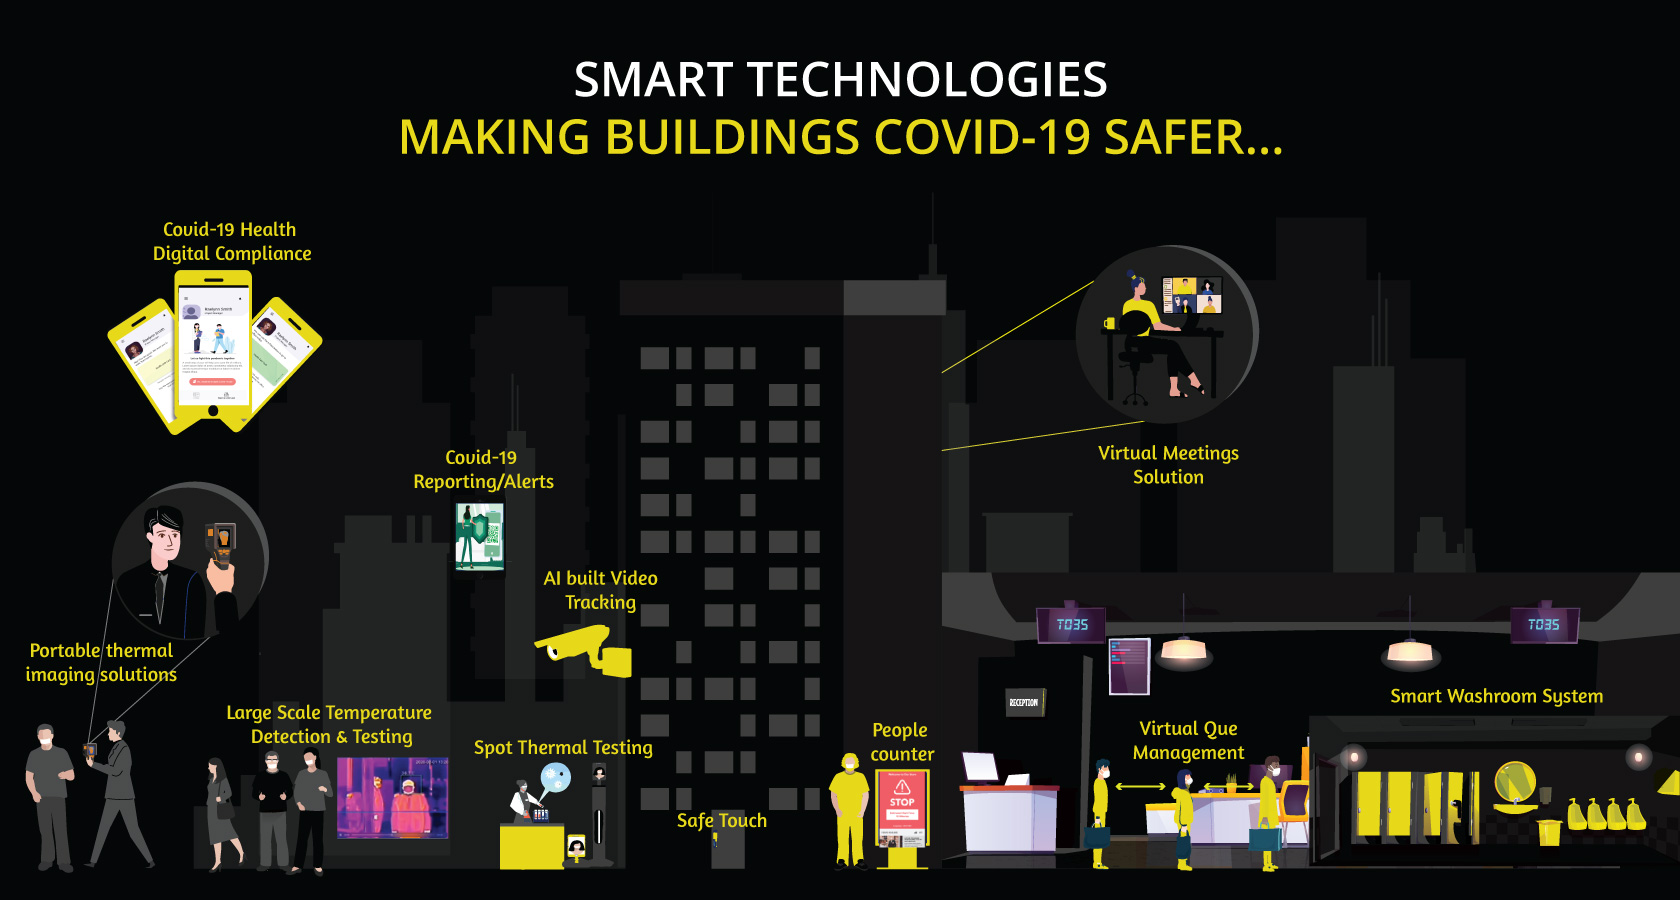 SMART TECHNOLOGIES
MAKING BUILDINGS COVID-19 SAFER...
Covid-19 Health
Digital Compliance
Covid-19
Reporting/Alerts
Virtual Meetings
Solution
AI built Video
Tracking
Portable thermal
imaging solutions
Large Scale Temperature
Detection & Testing
Spot Thermal Testing
Safe Touch
People
counter
STOP
T035
T035
RECEPTION
Virtual Que
Management
Smart Washroom System